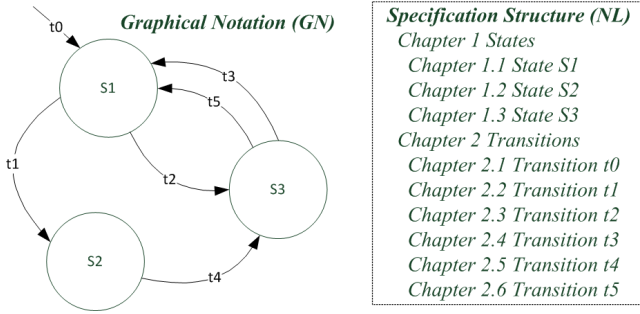 Graphical Notation (GN)
t0
S1
t3
t5
t1
t2
S3
S2
t4
Specification Structure (NL)
Chapter 1 States
Chapter 1.1 State S1
Chapter 1.2 State S2
Chapter 1.3 State S3
Chapter 2 Transitions
Chapter 2.1 Transition t0
Chapter 2.2 Transition t1
Chapter 2.3 Transition t2
Chapter 2.4 Transition t3
Chapter 2.5 Transition t4
Chapter 2.6 Transition t5